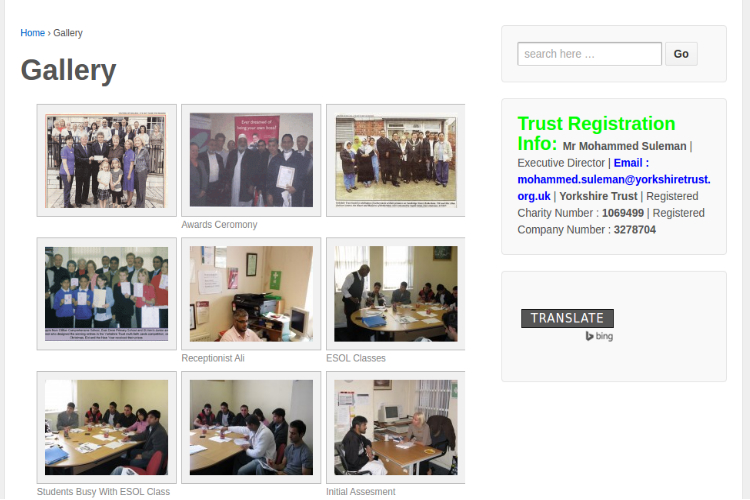 Home › Gallery
Gallery
Awards Ceromony
Receptionist Ali
ESOL Classes
Students Busy With ESOL Class
Initial Assesment
search here …
Go
Trust Registration
Info: Mr Mohammed Suleman |
Executive Director | Email :
mohammed.suleman@yorkshiretrust.
org.uk | Yorkshire Trust | Registered
Charity Number : 1069499 | Registered
Company Number : 3278704
TRANSLATE
bing